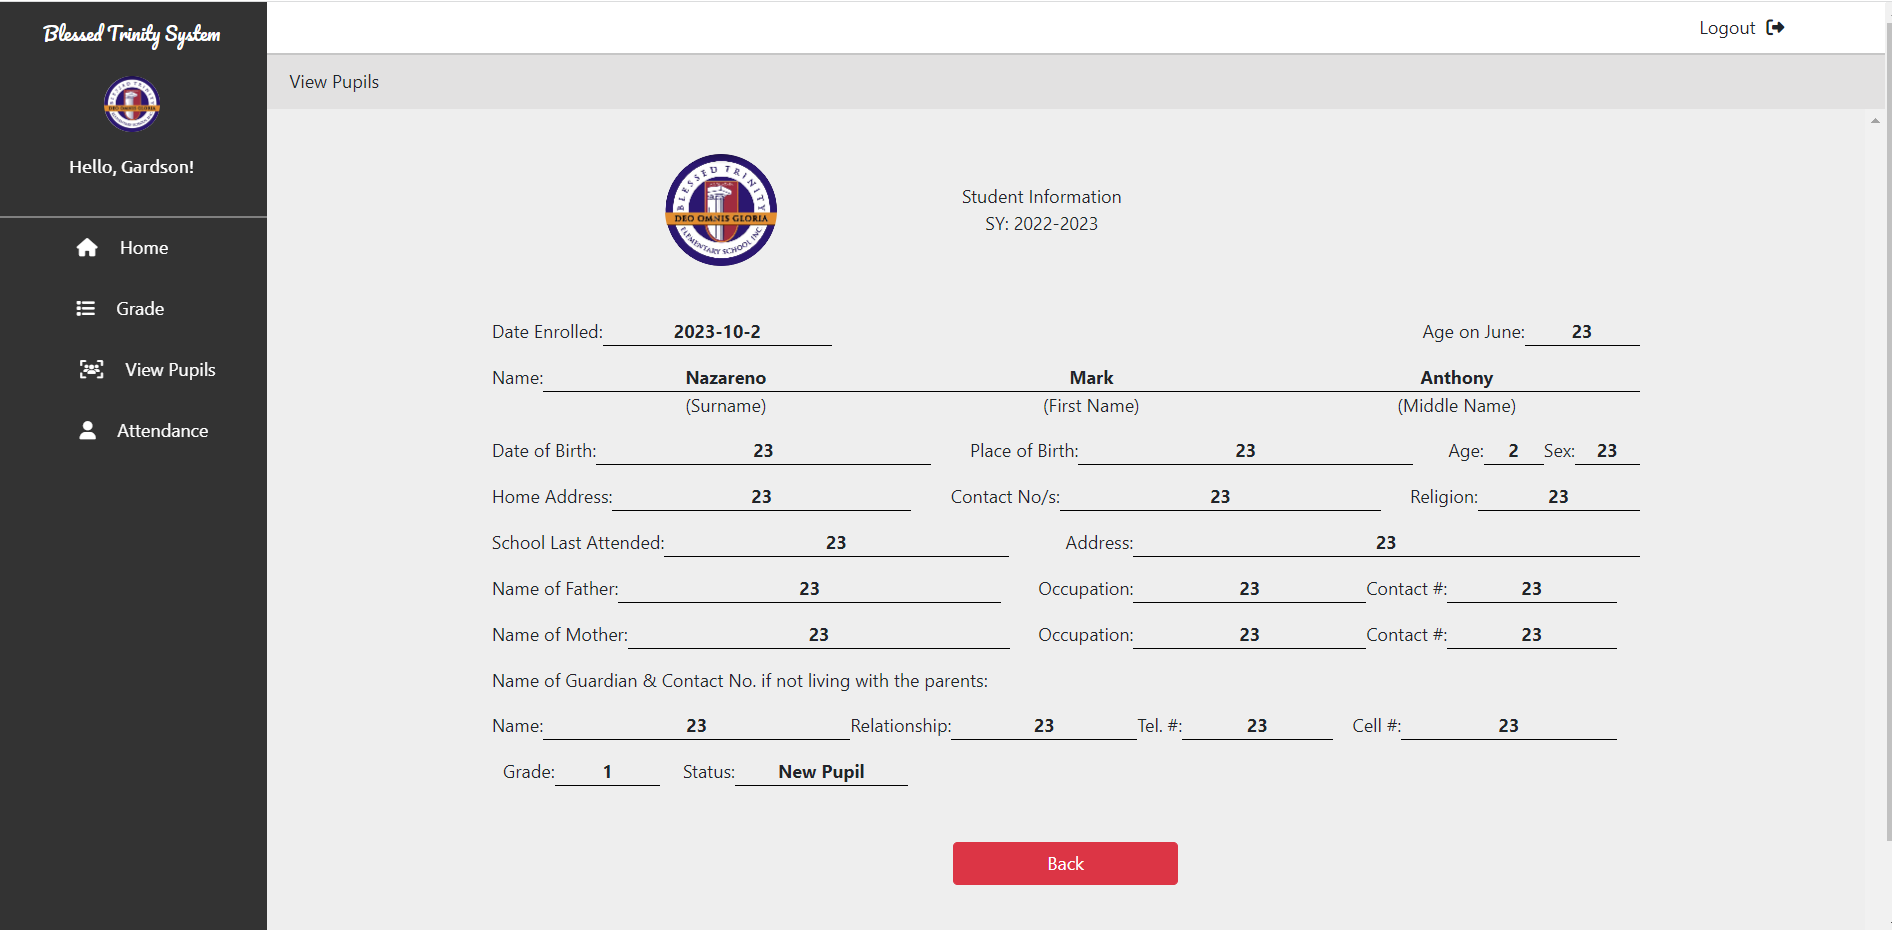 Blessed Trinity System
Logout
View Pupils
DEO OMNIS GLORIA
Hello, Gardson!
Home
Grade
View Pupils
Attendance
BLESSED TRINITY
DEO OMNIS GLORIA
ELEMENTARY SCHOOL INC
Student Information
SY: 2022-2023
Date Enrolled: 2023-10-2 Age on June: 23
Name: Nazareno Mark Anthony
(Surname) (First Name) (Middle Name)
Date of Birth: 23 Place of Birth: 23 Age: 2 Sex: 23
Home Address: 23 Contact No/s: 23 Religion: 23
School Last Attended: 23 Address: 23
Name of Father: 23 Occupation: 23 Contact #: 23
Name of Mother: 23 Occupation: 23 Contact #: 23
Name of Guardian & Contact No. if not living with the parents:
Name: 23 Relationship: 23 Tel. #: 23 Cell #: 23
Grade: 1 Status: New Pupil
Back